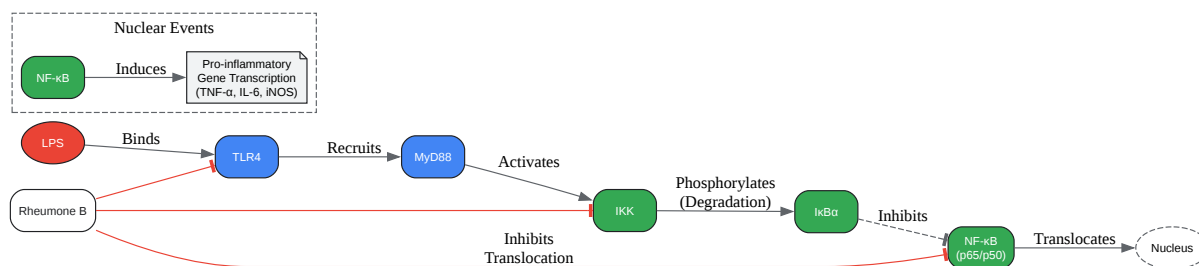 Nuclear Events
NF-κB
Induces
Pro-inflammatory
Gene Transcription
(TNF-α, IL-6, iNOS)
LPS
Binds
TLR4
Recruits
MyD88
Activates
Rheumone B
IKK
Phosphorylates
(Degradation)
IκBα
Inhibits
NF-κB
(p65/p50)
Translocates
Nucleus
Inhibits
Translocation